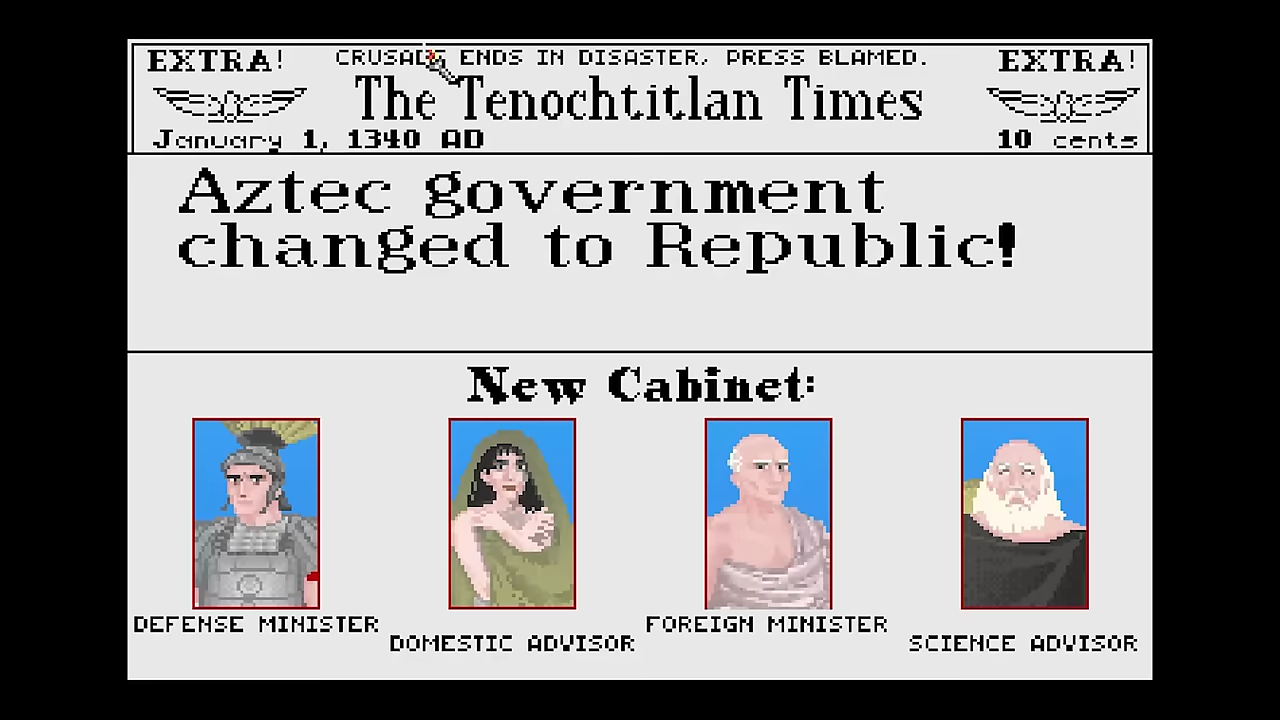 EXTRA! CRUSADE ENDS IN DISASTER, PRESS BLAMED. EXTRA!
The Tenochtitlan Times
January 1, 1340 AD 10 cents
Aztec government
changed to Republic!
New Cabinet:
DEFENSE MINISTER
DOMESTIC ADVISOR
FOREIGN MINISTER
SCIENCE ADVISOR